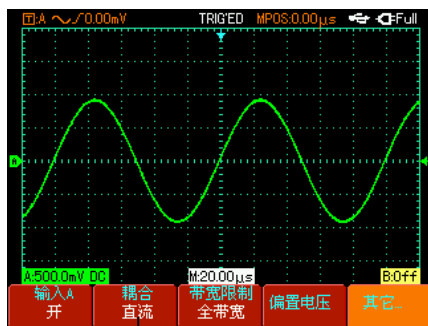 T:A 0.00mV TRIG'ED MPOS:0.00μs Full
A
A:500.0mV DC M:20.00μs B:Off
输入A 耦合 带宽限制 偏置电压 其它...
开 直流 全带宽